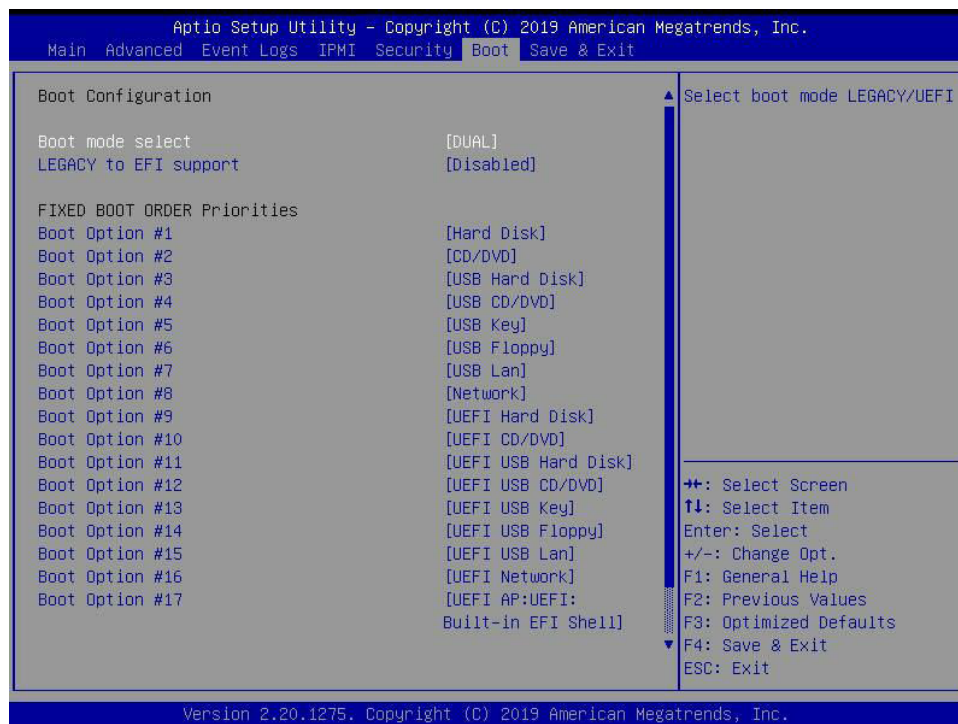 Aptio Setup Utility – Copyright (C) 2019 American Megatrends, Inc.
Main Advanced Event Logs IPMI Security Boot Save & Exit
Boot Configuration
Boot mode select [DUAL]
LEGACY to EFI support [Disabled]
FIXED BOOT ORDER Priorities
Boot Option #1 [Hard Disk]
Boot Option #2 [CD/DVD]
Boot Option #3 [USB Hard Disk]
Boot Option #4 [USB CD/DVD]
Boot Option #5 [USB Key]
Boot Option #6 [USB Floppy]
Boot Option #7 [USB Lan]
Boot Option #8 [Network]
Boot Option #9 [UEFI Hard Disk]
Boot Option #10 [UEFI CD/DVD]
Boot Option #11 [UEFI USB Hard Disk]
Boot Option #12 [UEFI USB CD/DVD]
Boot Option #13 [UEFI USB Key]
Boot Option #14 [UEFI USB Floppy]
Boot Option #15 [UEFI USB Lan]
Boot Option #16 [UEFI Network]
Boot Option #17 [UEFI AP:UEFI:
Built-in EFI Shell]
Select boot mode LEGACY/UEFI
→←: Select Screen
↑↓: Select Item
Enter: Select
+/-: Change Opt.
F1: General Help
F2: Previous Values
F3: Optimized Defaults
F4: Save & Exit
ESC: Exit
Version 2.20.1275. Copyright (C) 2019 American Megatrends, Inc.